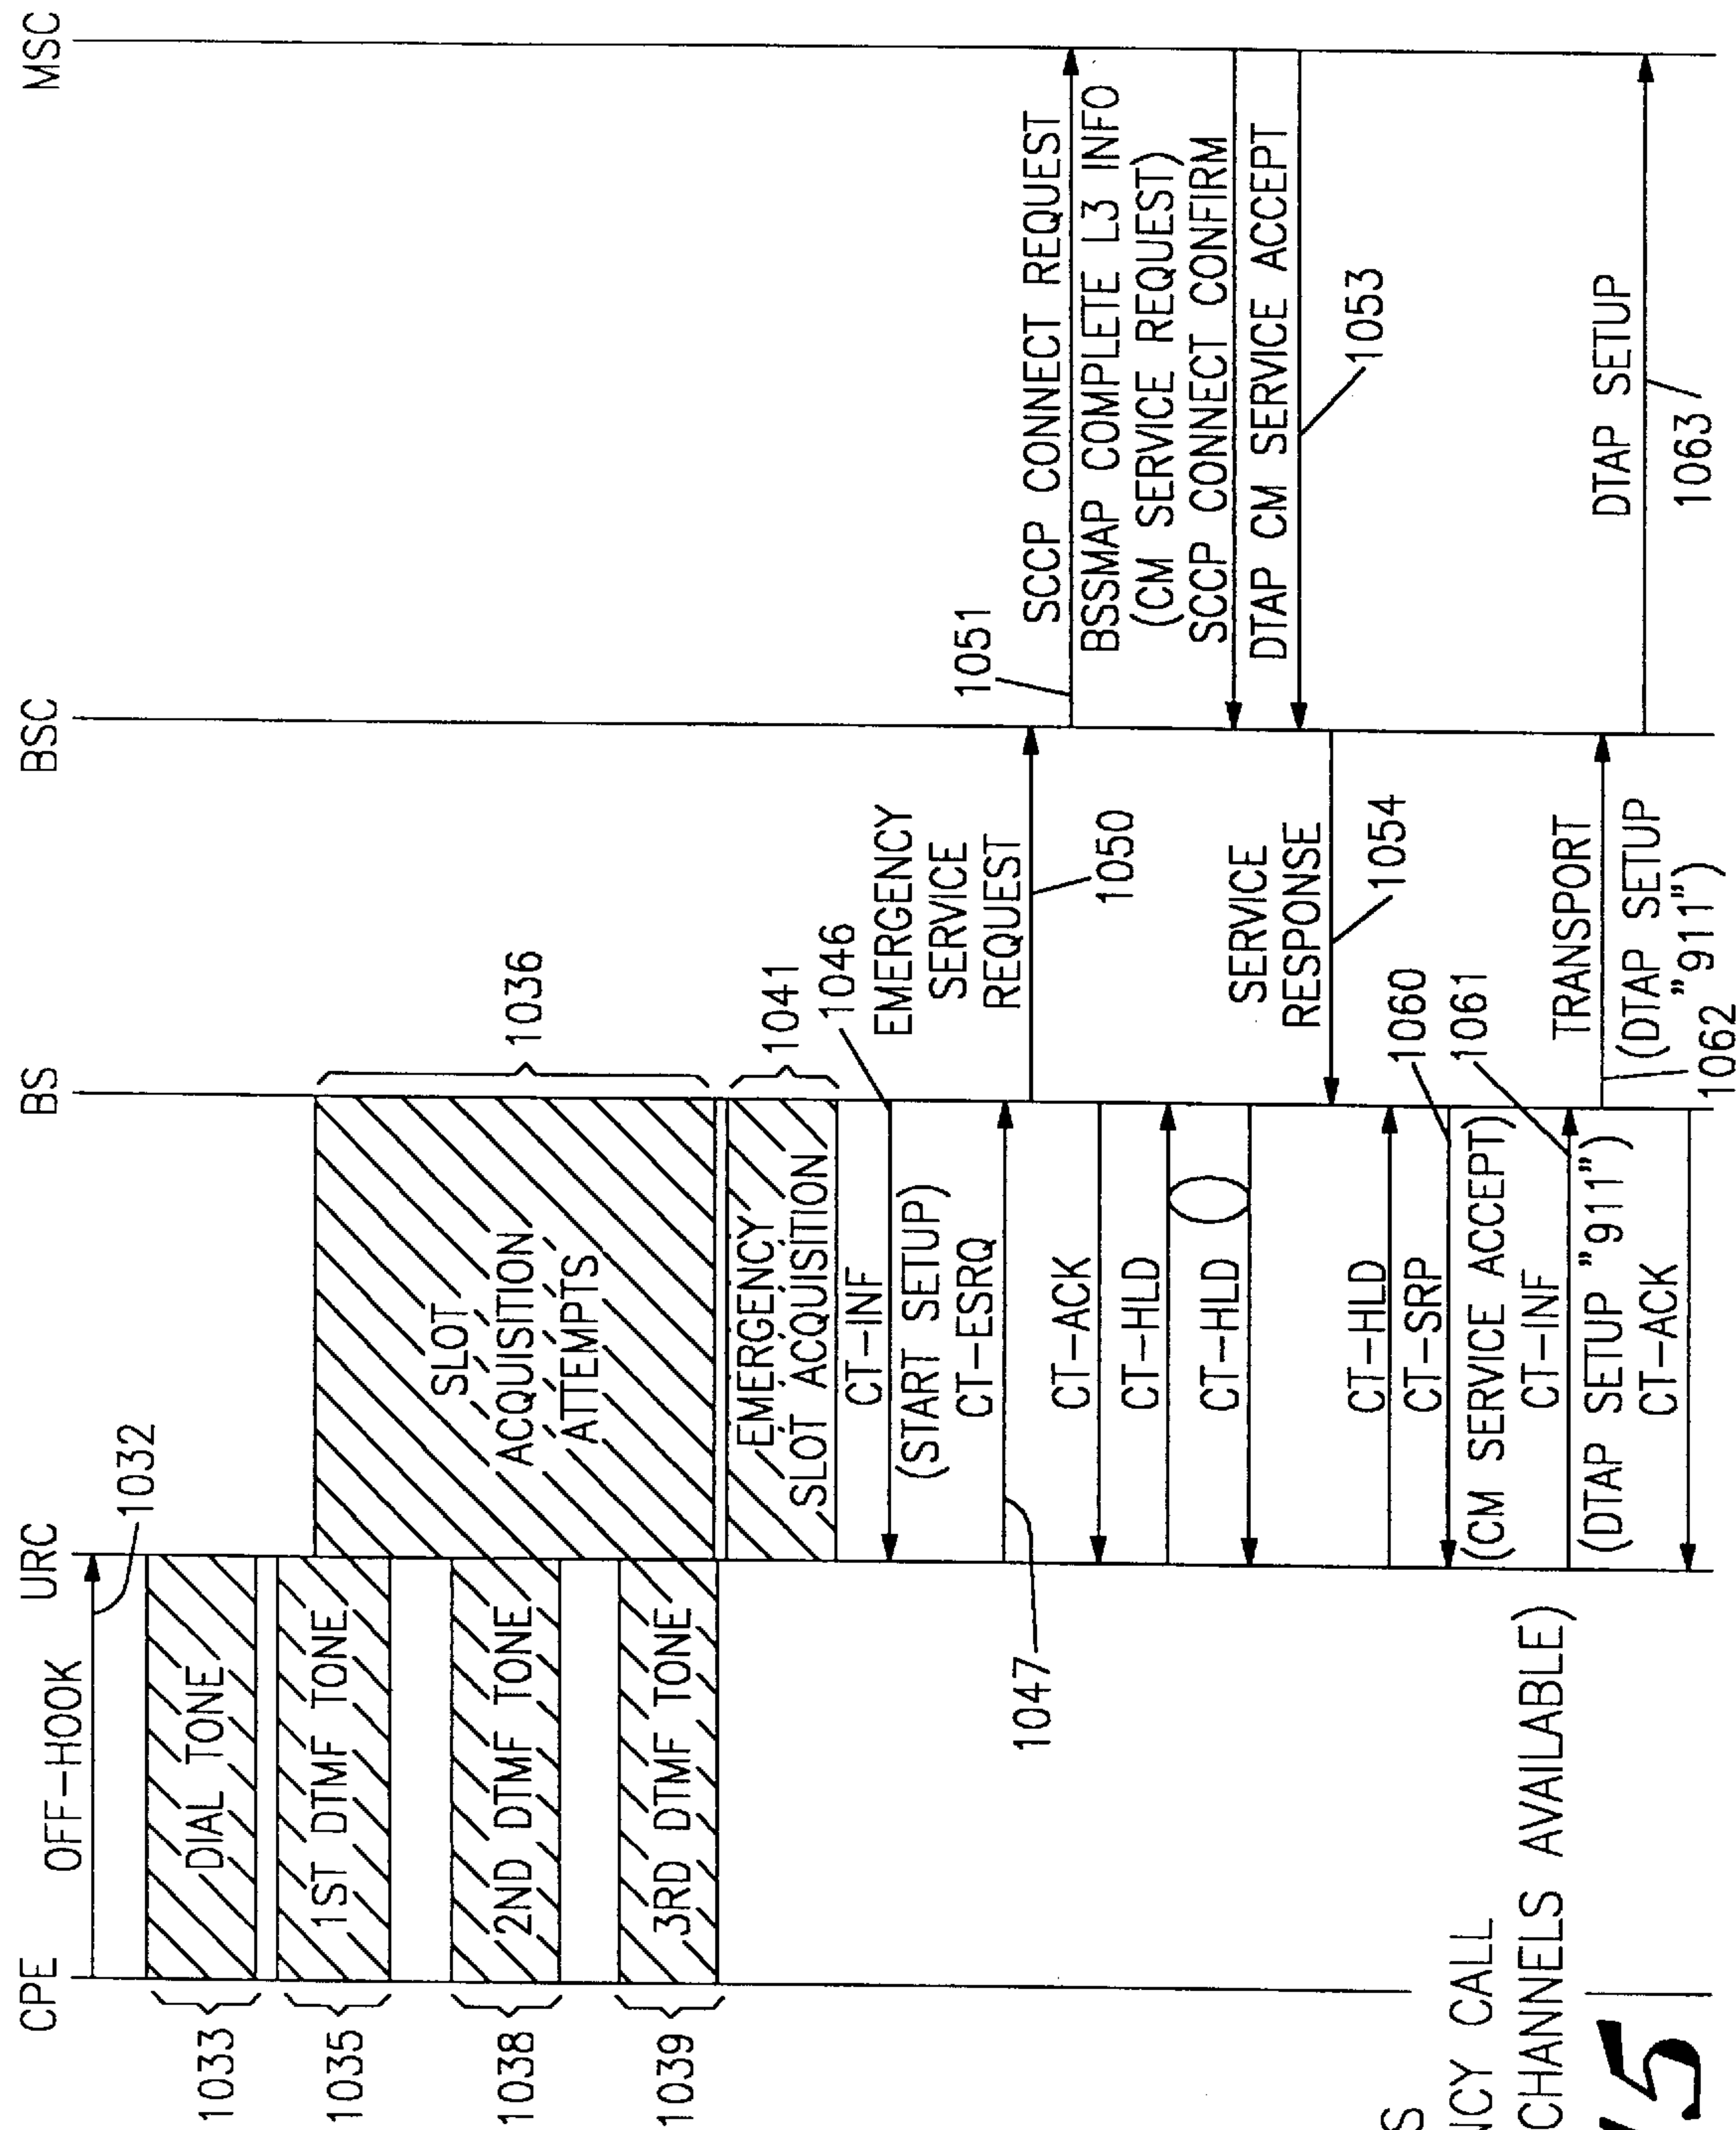 CPE
URC
BS
BSC
MSC
OFF-HOOK
1032
1033
DIAL TONE
1035
1ST DTMF TONE
1038
2ND DTMF TONE
1039
3RD DTMF TONE
SLOT
ACQUISITION
ATTEMPTS
1036
EMERGENCY
SLOT ACQUISITION
1041
CT-INF
1046
(START SETUP)
CT-ESRQ
1047
EMERGENCY
SERVICE
REQUEST
1050
1051
SCCP CONNECT REQUEST
BSSMAP COMPLETE L3 INFO
(CM SERVICE REQUEST)
SCCP CONNECT CONFIRM
DTAP CM SERVICE ACCEPT
1053
CT-ACK
CT-HLD
CT-HLD
SERVICE
RESPONSE
1054
CT-HLD
CT-SRP
1060
(CM SERVICE ACCEPT)
CT-INF
1061
(DTAP SETUP "911")
CT-ACK
TRANSPORT
(DTAP SETUP
"911")
1062
DTAP SETUP
1063
S
NCY CALL
CHANNELS AVAILABLE)
5